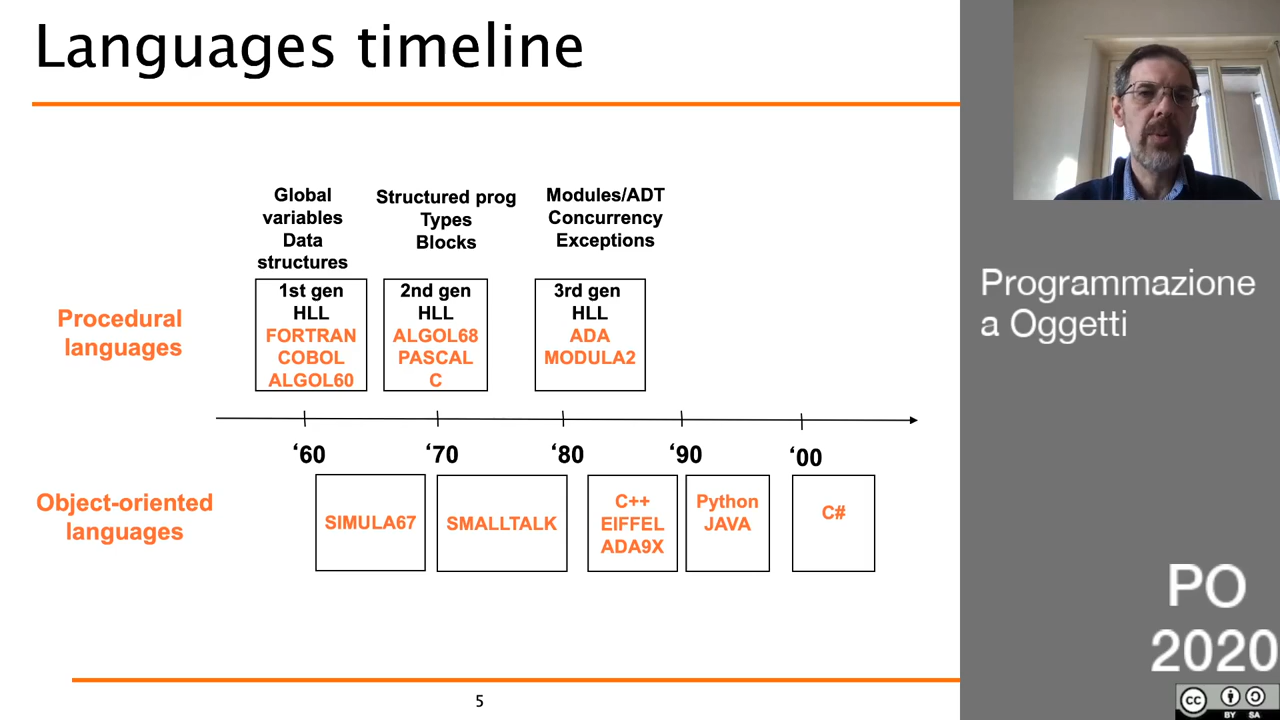 Languages timeline
Global
variables
Data
structures
Structured prog
Types
Blocks
Modules/ADT
Concurrency
Exceptions
Procedural
languages
1st gen
HLL
FORTRAN
COBOL
ALGOL60
2nd gen
HLL
ALGOL68
PASCAL
C
3rd gen
HLL
ADA
MODULA2
‘60
‘70
‘80
‘90
‘00
Object-oriented
languages
SIMULA67
SMALLTALK
C++
EIFFEL
ADA9X
Python
JAVA
C#
5
Programmazione
a Oggetti
PO
2020
cc
BY SA